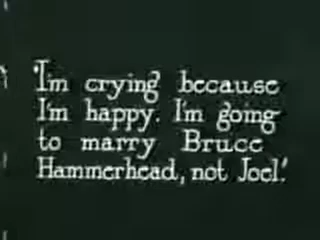 'I'm crying because
I'm happy. I'm going
to marry Bruce
Hammerhead, not Joel.'